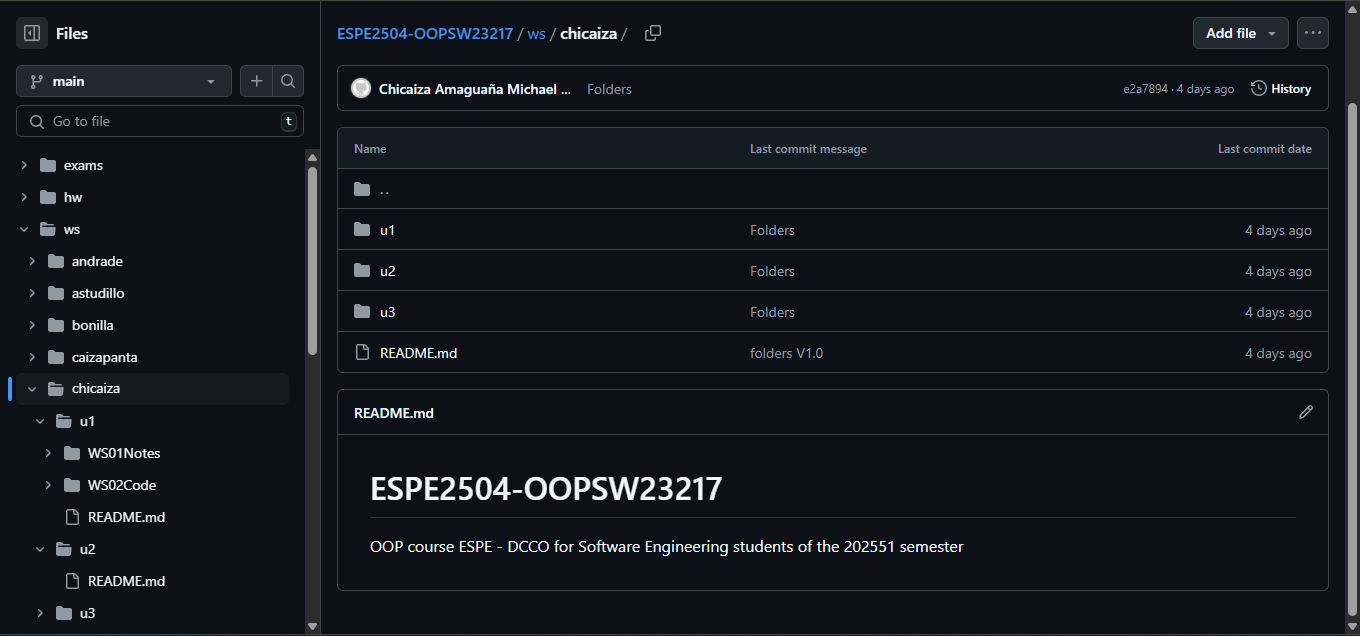 Files
main
Go to file
t
exams
hw
ws
andrade
astudillo
bonilla
caizapanta
chicaiza
u1
WS01Notes
WS02Code
README.md
u2
README.md
u3
ESPE2504-OOPSW23217 / ws / chicaiza /
Add file
Chicaiza Amaguaña Michael ... Folders
e2a7894 · 4 days ago History
Name Last commit message Last commit date
..
u1 Folders 4 days ago
u2 Folders 4 days ago
u3 Folders 4 days ago
README.md folders V1.0 4 days ago
README.md
ESPE2504-OOPSW23217
OOP course ESPE - DCCO for Software Engineering students of the 202551 semester